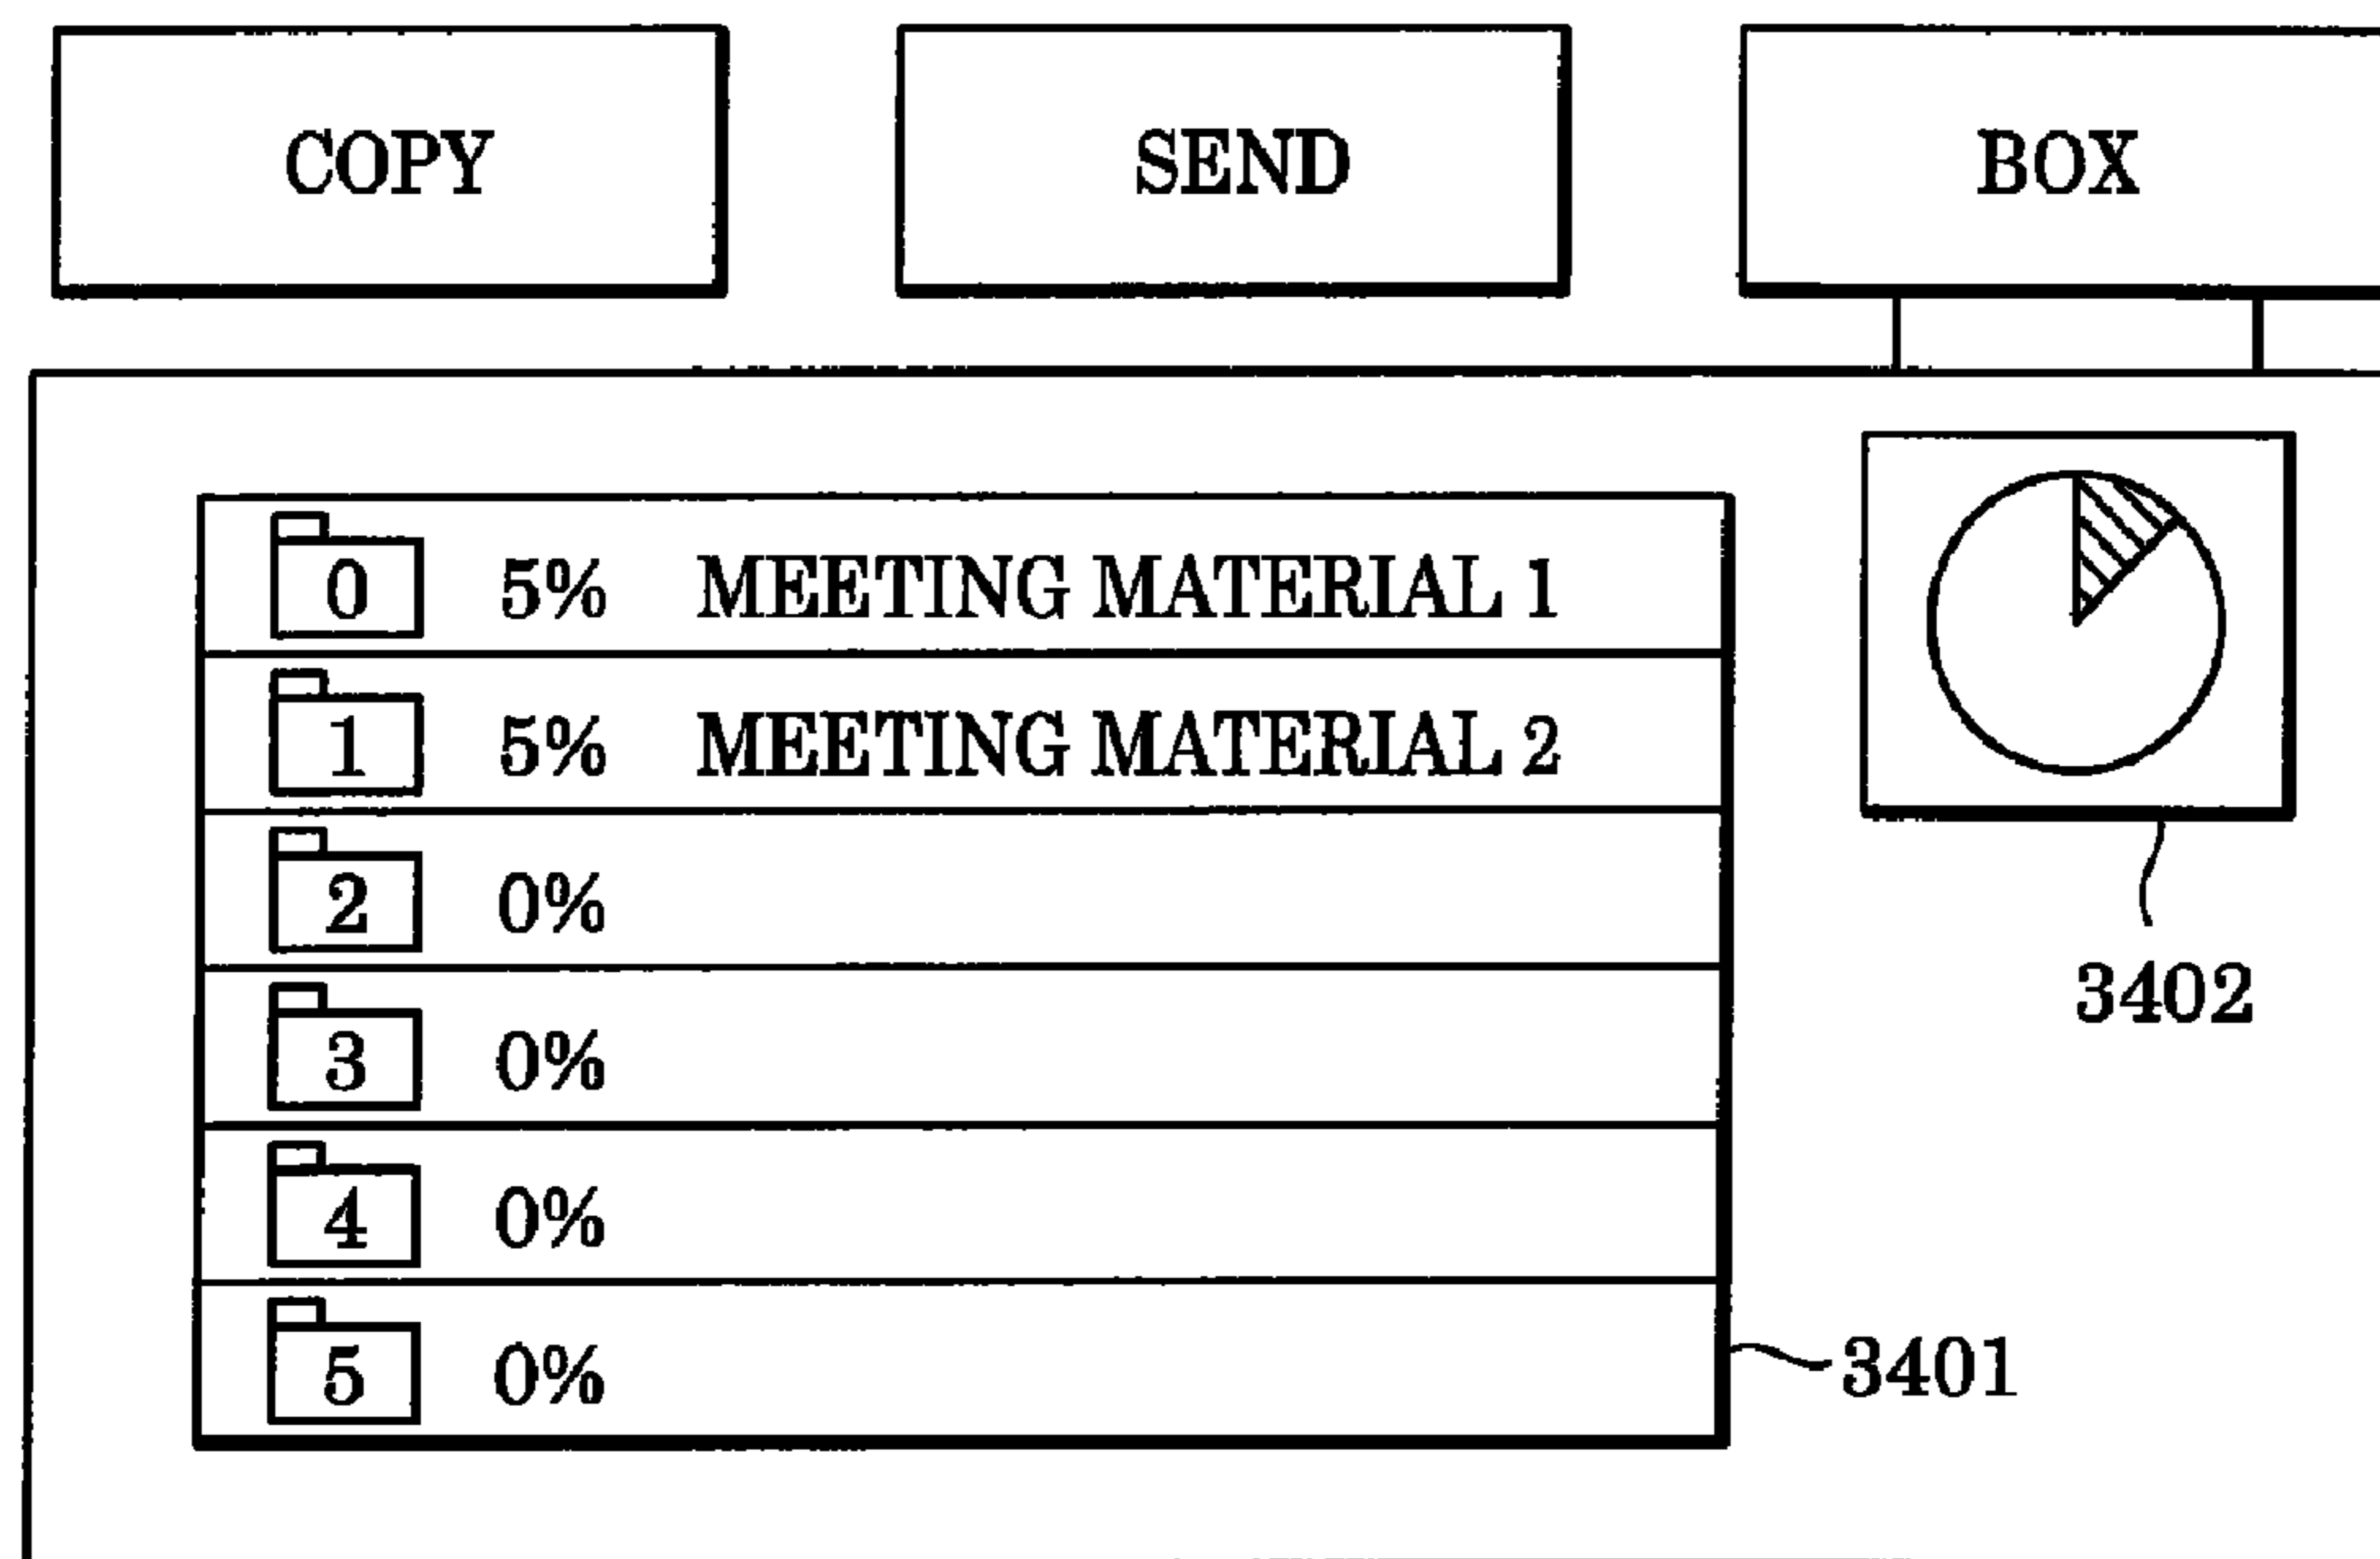 COPY SEND BOX
0 5% MEETING MATERIAL 1
1 5% MEETING MATERIAL 2
2 0%
3402
3 0%
4 0%
5 0%
3401